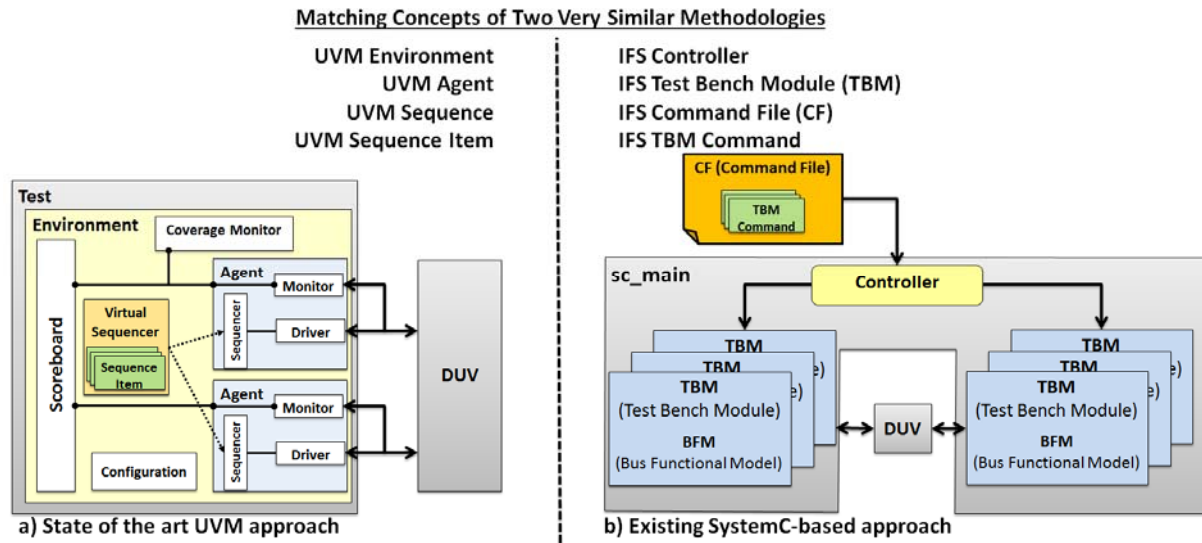 Matching Concepts of Two Very Similar Methodologies
UVM Environment
UVM Agent
UVM Sequence
UVM Sequence Item
IFS Controller
IFS Test Bench Module (TBM)
IFS Command File (CF)
IFS TBM Command
Test
Environment
Coverage Monitor
Scoreboard
Virtual
Sequencer
Sequence
Item
Agent
Monitor
Sequencer
Driver
Agent
Monitor
Sequencer
Driver
Configuration
DUV
a) State of the art UVM approach
CF (Command File)
TBM
Command
sc_main
Controller
TBM
TBM
TBM
(Test Bench Module)
BFM
(Bus Functional Model)
DUV
TBM
TBM
TBM
(Test Bench Module)
BFM
(Bus Functional Model)
b) Existing SystemC-based approach